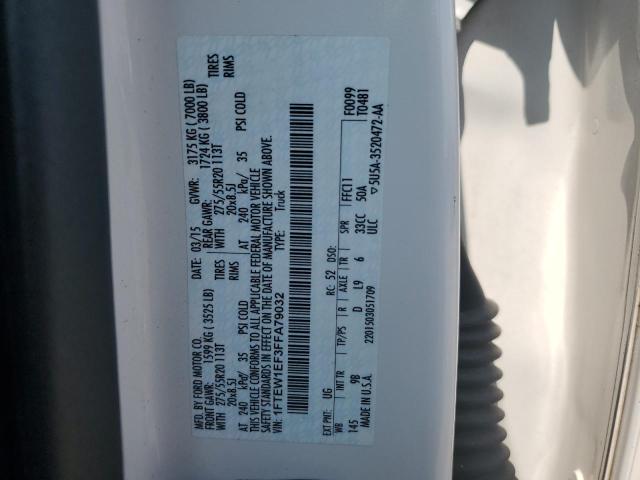 MFD. BY FORD MOTOR CO. DATE: 03/15 GVWR: 3175 KG ( 7000 LB)
FRONT GAWR: 1599 KG ( 3525 LB) REAR GAWR: 1724 KG ( 3800 LB)
WITH 275/55R20 113T TIRES WITH 275/55R20 113T TIRES
20x8.5J RIMS 20x8.5J RIMS
AT 240 kPa/ 35 PSI COLD AT 240 kPa/ 35 PSI COLD
THIS VEHICLE CONFORMS TO ALL APPLICABLE FEDERAL MOTOR VEHICLE
SAFETY STANDARDS IN EFFECT ON THE DATE OF MANUFACTURE SHOWN ABOVE.
VIN: 1FTEW1EF3FFA79032 TYPE: Truck
F0099
T0481
EXT PNT: UG RC: 52 DSO: FFC11
WB INT TR TP/PS R AXLE TR SPR 5U5A-3520472-AA
145 9B D L9 6 33CC 50A
MADE IN U.S.A. 2201503051709 ULC